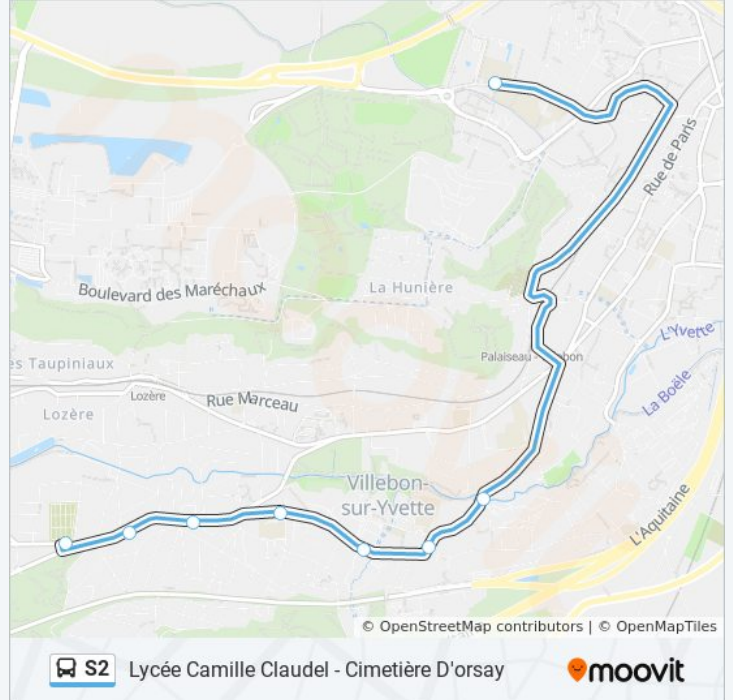 Rue de Paris
La Hunière
Boulevard des Maréchaux
L'Yvette
Palaiseau -
es Taupiniaux
La Boële
Lozère
Rue Marceau
Lozère
Villebon-
sur-Yvette
L'Aquitaine
© OpenStreetMap contributors | © OpenMapTiles
S2 Lycée Camille Claudel - Cimetière D'orsay
moovit